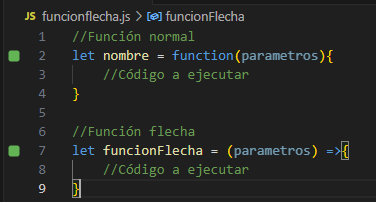 JS funcionflecha.js > funcionFlecha
1 //Función normal
2 let nombre = function(parametros){
3 //Código a ejecutar
4 }
5
6 //Función flecha
7 let funcionFlecha = (parametros) =>{
8 //Código a ejecutar
9 }